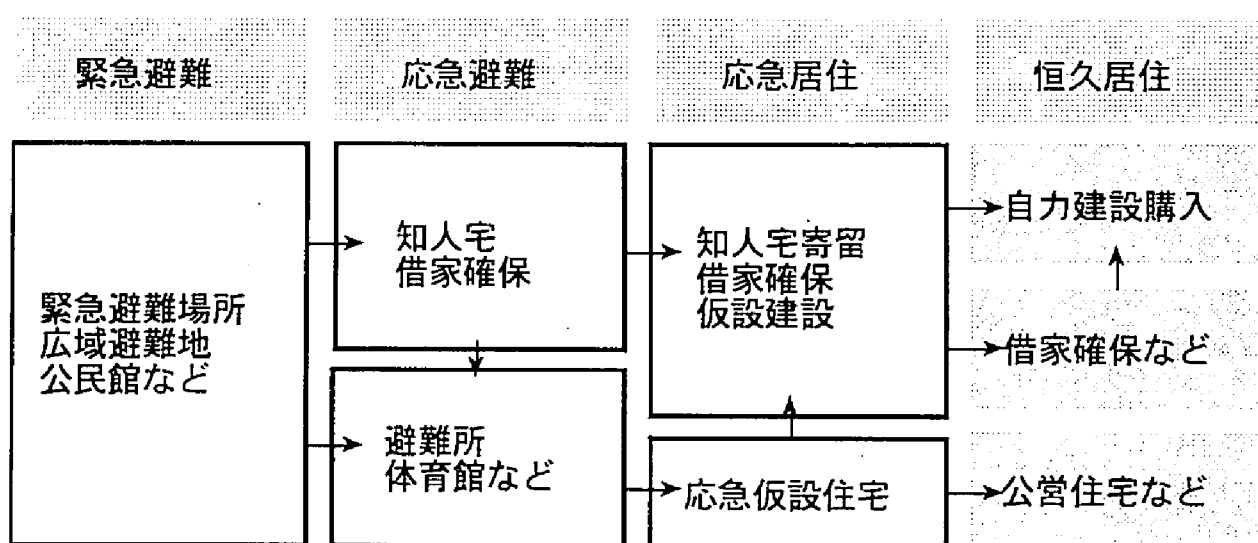 緊急避難
応急避難
応急居住
恒久居住
緊急避難場所
広域避難地
公民館など
知人宅
借家確保
避難所
体育館など
知人宅寄留
借家確保
仮設建設
応急仮設住宅
自力建設購入
借家確保など
公営住宅など